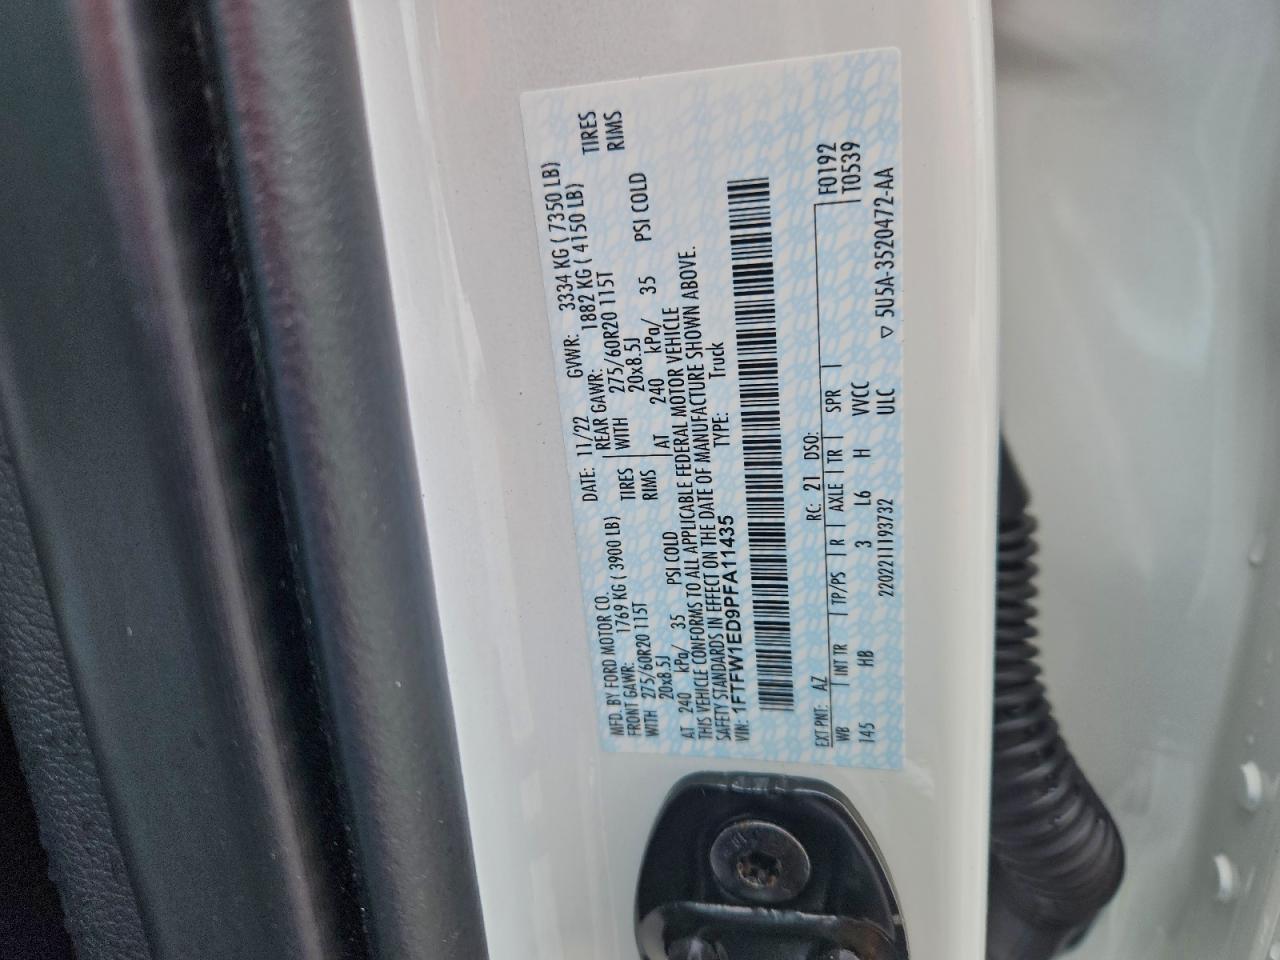 MFD. BY FORD MOTOR CO. DATE: 11/22 GVWR: 3334 KG ( 7350 LB)
FRONT GAWR: 1769 KG ( 3900 LB) REAR GAWR: 1882 KG ( 4150 LB)
WITH 275/60R20 115T TIRES WITH 275/60R20 115T TIRES
20x8.5J RIMS 20x8.5J RIMS
AT 240 kPa/ 35 PSI COLD AT 240 kPa/ 35 PSI COLD
THIS VEHICLE CONFORMS TO ALL APPLICABLE FEDERAL MOTOR VEHICLE
SAFETY STANDARDS IN EFFECT ON THE DATE OF MANUFACTURE SHOWN ABOVE.
VIN: 1FTFW1ED9PFA11435 TYPE: Truck
F0192
EXT PNT: AZ RC: 21 DSO: T0539
WB INT TR TP/PS R AXLE TR SPR
145 HB 3 L6 H VVCC
2202211193732 ULC ▽ 5U5A-3520472-AA